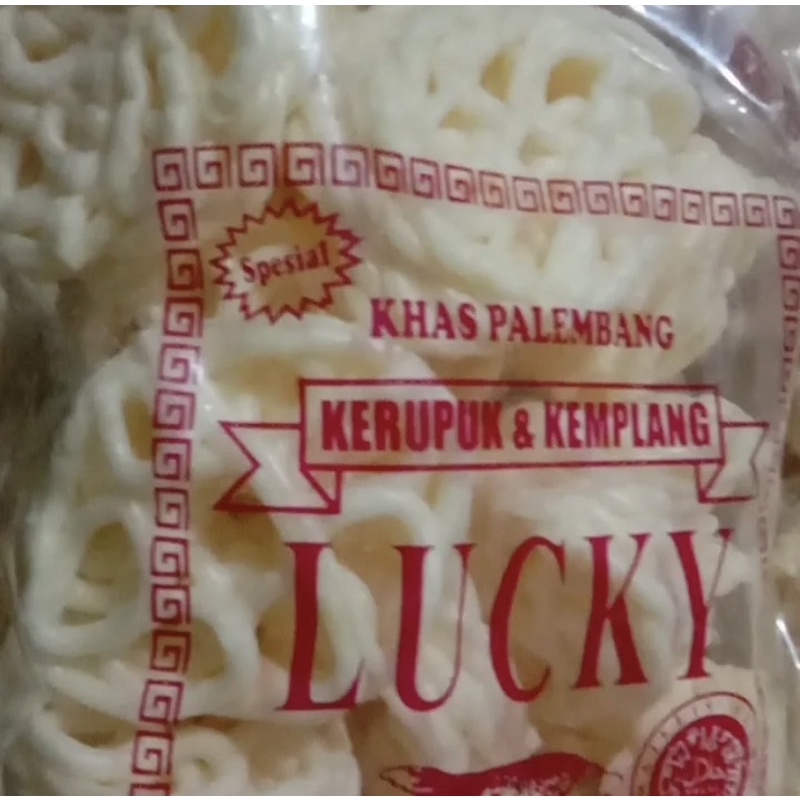 Spesial
KHAS PALEMBANG
KERUPUK & KEMPLANG
LUCKY